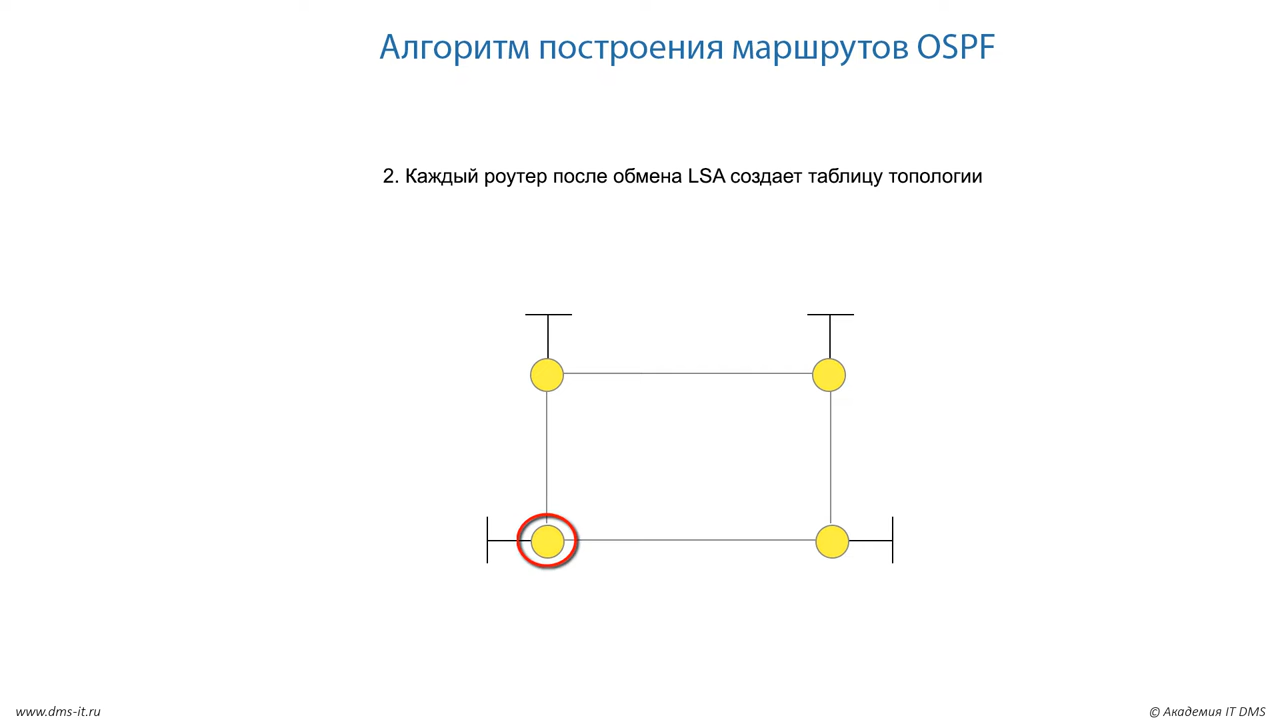 Алгоритм построения маршрутов OSPF
2. Каждый роутер после обмена LSA создает таблицу топологии
www.dms-it.ru
© Академия IT DMS